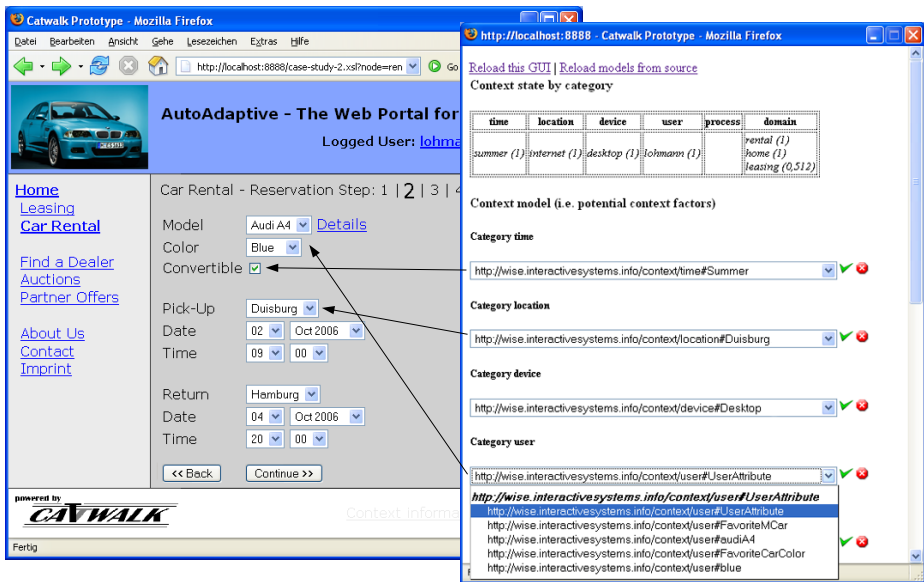 Catwalk Prototype - Mozilla Firefox
Datei Bearbeiten Ansicht Gehe Lesezeichen Extras Hilfe
http://localhost:8888/case-study-2.xsl?node=ren Go
AutoAdaptive - The Web Portal for
Logged User: lohma
Home
Leasing
Car Rental
Find a Dealer
Auctions
Partner Offers
About Us
Contact
Imprint
Car Rental - Reservation Step: 1 | 2 | 3 | 4
Model Audi A4 Details
Color Blue
Convertible
Pick-Up Duisburg
Date 02 Oct 2006
Time 09 00
Return Hamburg
Date 04 Oct 2006
Time 20 00
<< Back Continue >>
powered by
CATWALK
Context Informa
Fertig
http://localhost:8888 - Catwalk Prototype - Mozilla Firefox
Reload this GUI | Reload models from source
Context state by category
time location device user process domain
summer (1) internet (1) desktop (1) lohmann (1) rental (1)
home (1)
leasing (0,512)
Context model (i.e. potential context factors)
Category time
http://wise.interactivesystems.info/context/time#Summer
Category location
http://wise.interactivesystems.info/context/location#Duisburg
Category device
http://wise.interactivesystems.info/context/device#Desktop
Category user
http://wise.interactivesystems.info/context/user#UserAttribute
http://wise.interactivesystems.info/context/user#UserAttribute
http://wise.interactivesystems.info/context/user#UserAttribute
http://wise.interactivesystems.info/context/user#FavoriteMCar
http://wise.interactivesystems.info/context/user#audiA4
http://wise.interactivesystems.info/context/user#FavoriteCarColor
http://wise.interactivesystems.info/context/user#blue